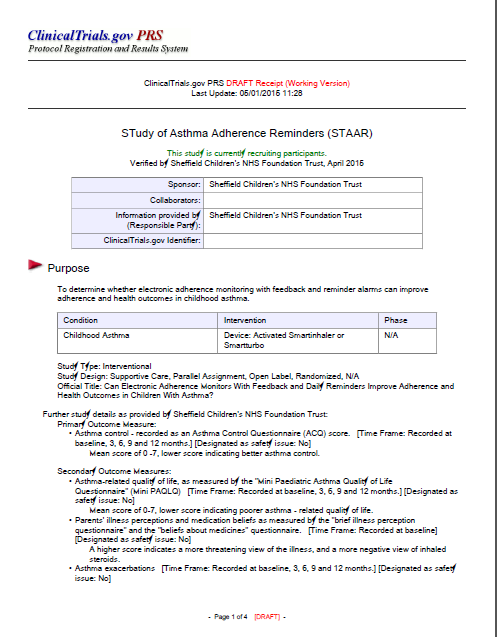 ClinicalTrials.gov PRS
Protocol Registration and Results System
ClinicalTrials.gov PRS DRAFT Receipt (Working Version)
Last Update: 05/01/2015 11:28
STudy of Asthma Adherence Reminders (STAAR)
This study is currently recruiting participants.
Verified by Sheffield Children's NHS Foundation Trust, April 2015
Sponsor: Sheffield Children's NHS Foundation Trust
Collaborators:
Information provided by Sheffield Children's NHS Foundation Trust
(Responsible Party):
ClinicalTrials.gov Identifier:
Purpose
To determine whether electronic adherence monitoring with feedback and reminder alarms can improve
adherence and health outcomes in childhood asthma.
Condition Intervention Phase
Childhood Asthma Device: Activated Smartinhaler or N/A
Smartturbo
Study Type: Interventional
Study Design: Supportive Care, Parallel Assignment, Open Label, Randomized, N/A
Official Title: Can Electronic Adherence Monitors With Feedback and Daily Reminders Improve Adherence and
Health Outcomes in Children With Asthma?
Further study details as provided by Sheffield Children's NHS Foundation Trust:
Primary Outcome Measure:
• Asthma control - recorded as an Asthma Control Questionnaire (ACQ) score. [Time Frame: Recorded at
baseline, 3, 6, 9 and 12 months.] [Designated as safety issue: No]
Mean score of 0 -7, lower score indicating better asthma control.
Secondary Outcome Measures:
• Asthma-related quality of life, as measured by the "Mini Paediatric Asthma Quality of Life
Questionnaire" (Mini PAQLQ) [Time Frame: Recorded at baseline, 3, 6, 9 and 12 months.] [Designated as
safety issue: No]
Mean score of 0-7, lower score indicating poorer asthma - related quality of life.
• Parents' illness perceptions and medication beliefs as measured by the "brief illness perception
questionnaire" and the "beliefs about medicines" questionnaire. [Time Frame: Recorded at baseline]
[Designated as safety issue: No]
A higher score indicates a more threatening view of the illness, and a more negative view of inhaled
steroids.
• Asthma exacerbations [Time Frame: Recorded at baseline, 3, 6, 9 and 12 months.] [Designated as safety
issue: No]
- Page 1 of 4 [DRAFT] -